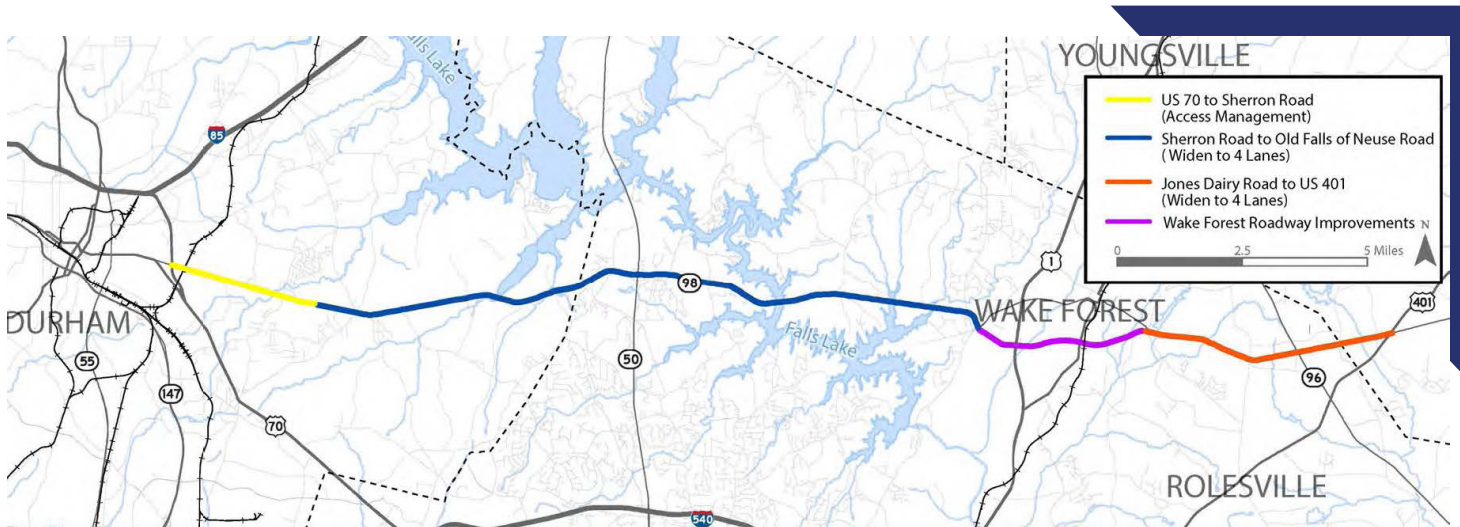 Falls Lake
YOUNGSVILLE
US 70 to Sherron Road
(Access Management)
Sherron Road to Old Falls of Neuse Road
(Widen to 4 Lanes)
Jones Dairy Road to US 401
(Widen to 4 Lanes)
Wake Forest Roadway Improvements
N
0 2.5 5 Miles
85
1
98
401
WAKE FOREST
DURHAM
Falls Lake
55
50
96
147
70
ROLESVILLE
540